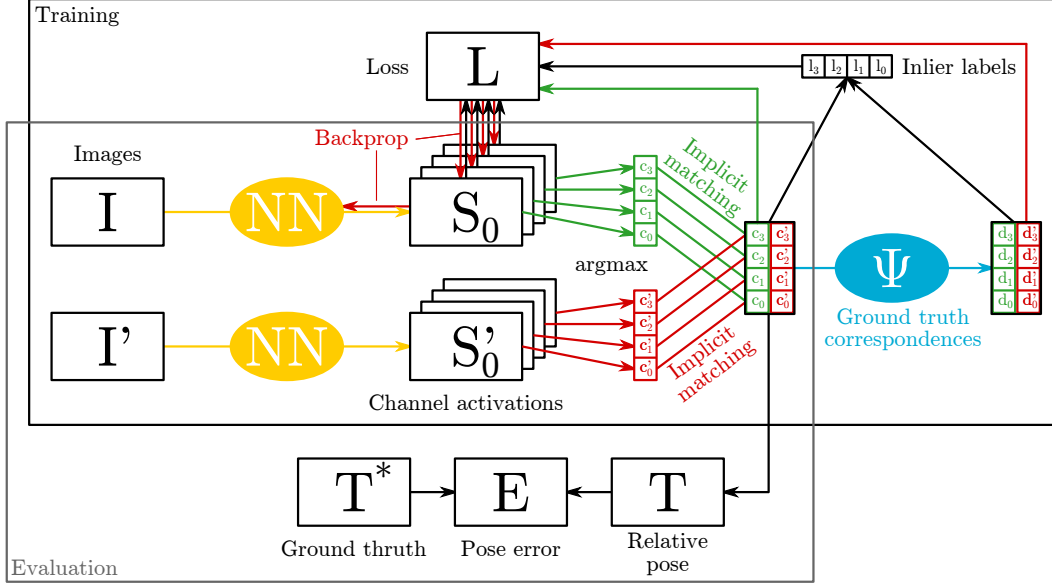 Training
Loss
L
l₃ l₂ l₁ l₀
Inlier labels
Backprop
Images
I
NN
S₀
c₃
c₂
c₁
c₀
Implicit
matching
argmax
c₃ c'₃
c₂ c'₂
c₁ c'₁
c₀ c'₀
Ψ
Ground truth
correspondences
d₃ d'₃
d₂ d'₂
d₁ d'₁
d₀ d'₀
I'
NN
S'₀
c'₃
c'₂
c'₁
c'₀
Implicit
matching
Channel activations
T*
E
T
Ground thruth
Pose error
Relative
pose
Evaluation